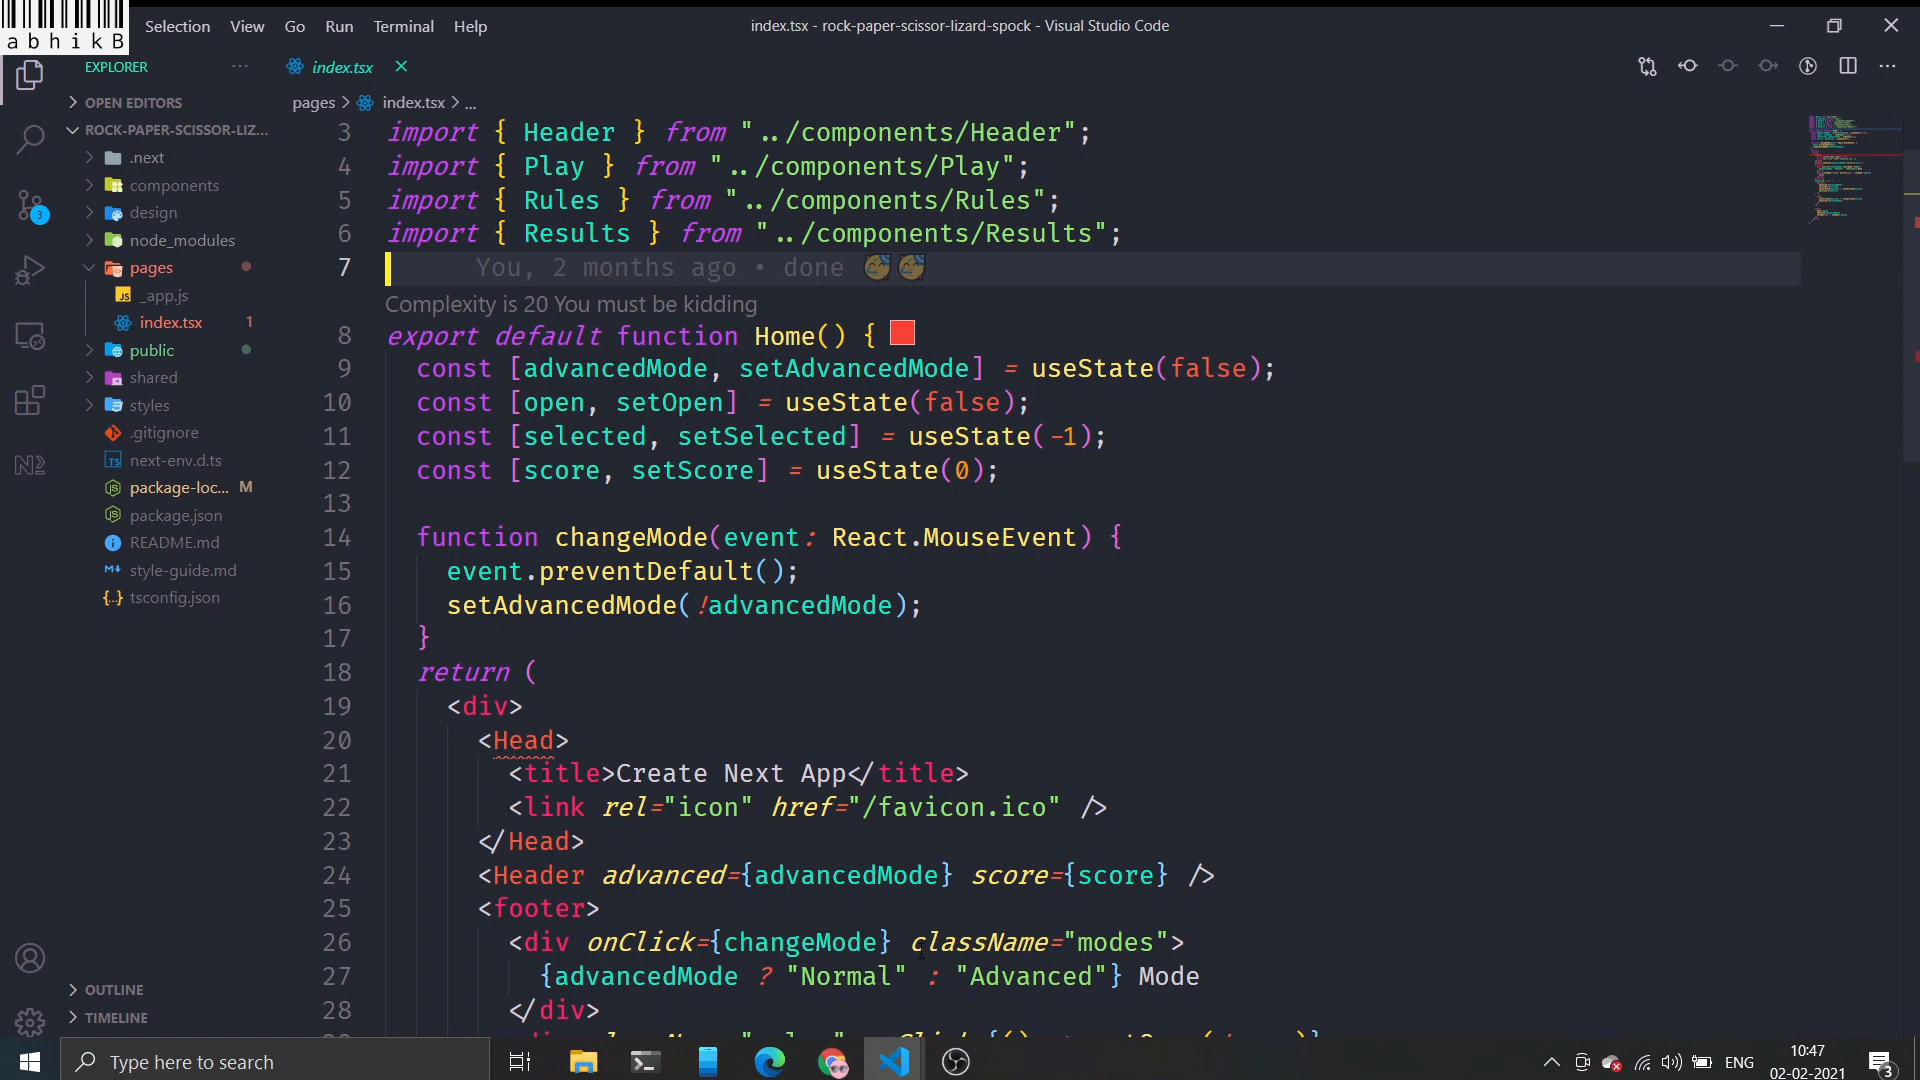 abhikB
Selection View Go Run Terminal Help
index.tsx - rock-paper-scissor-lizard-spock - Visual Studio Code
EXPLORER
index.tsx
OPEN EDITORS
ROCK-PAPER-SCISSOR-LIZ...
.next
components
design
node_modules
pages
JS _app.js
index.tsx 1
public
shared
styles
.gitignore
TS next-env.d.ts
package-loc... M
package.json
README.md
style-guide.md
{..} tsconfig.json
OUTLINE
TIMELINE
3
pages > index.tsx > ...
3 import { Header } from "../components/Header";
4 import { Play } from "../components/Play";
5 import { Rules } from "../components/Rules";
6 import { Results } from "../components/Results";
7 You, 2 months ago • done 🥳🥳
Complexity is 20 You must be kidding
8 export default function Home() {
9 const [advancedMode, setAdvancedMode] = useState(false);
10 const [open, setOpen] = useState(false);
11 const [selected, setSelected] = useState(-1);
12 const [score, setScore] = useState(0);
13
14 function changeMode(event: React.MouseEvent) {
15 event.preventDefault();
16 setAdvancedMode(!advancedMode);
17 }
18 return (
19 <div>
20 <Head>
21 <title>Create Next App</title>
22 <link rel="icon" href="/favicon.ico" />
23 </Head>
24 <Header advanced={advancedMode} score={score} />
25 <footer>
26 <div onClick={changeMode} className="modes">
27 {advancedMode ? "Normal" : "Advanced"} Mode
28 </div>
Type here to search
ENG
10:47
02-02-2021
3